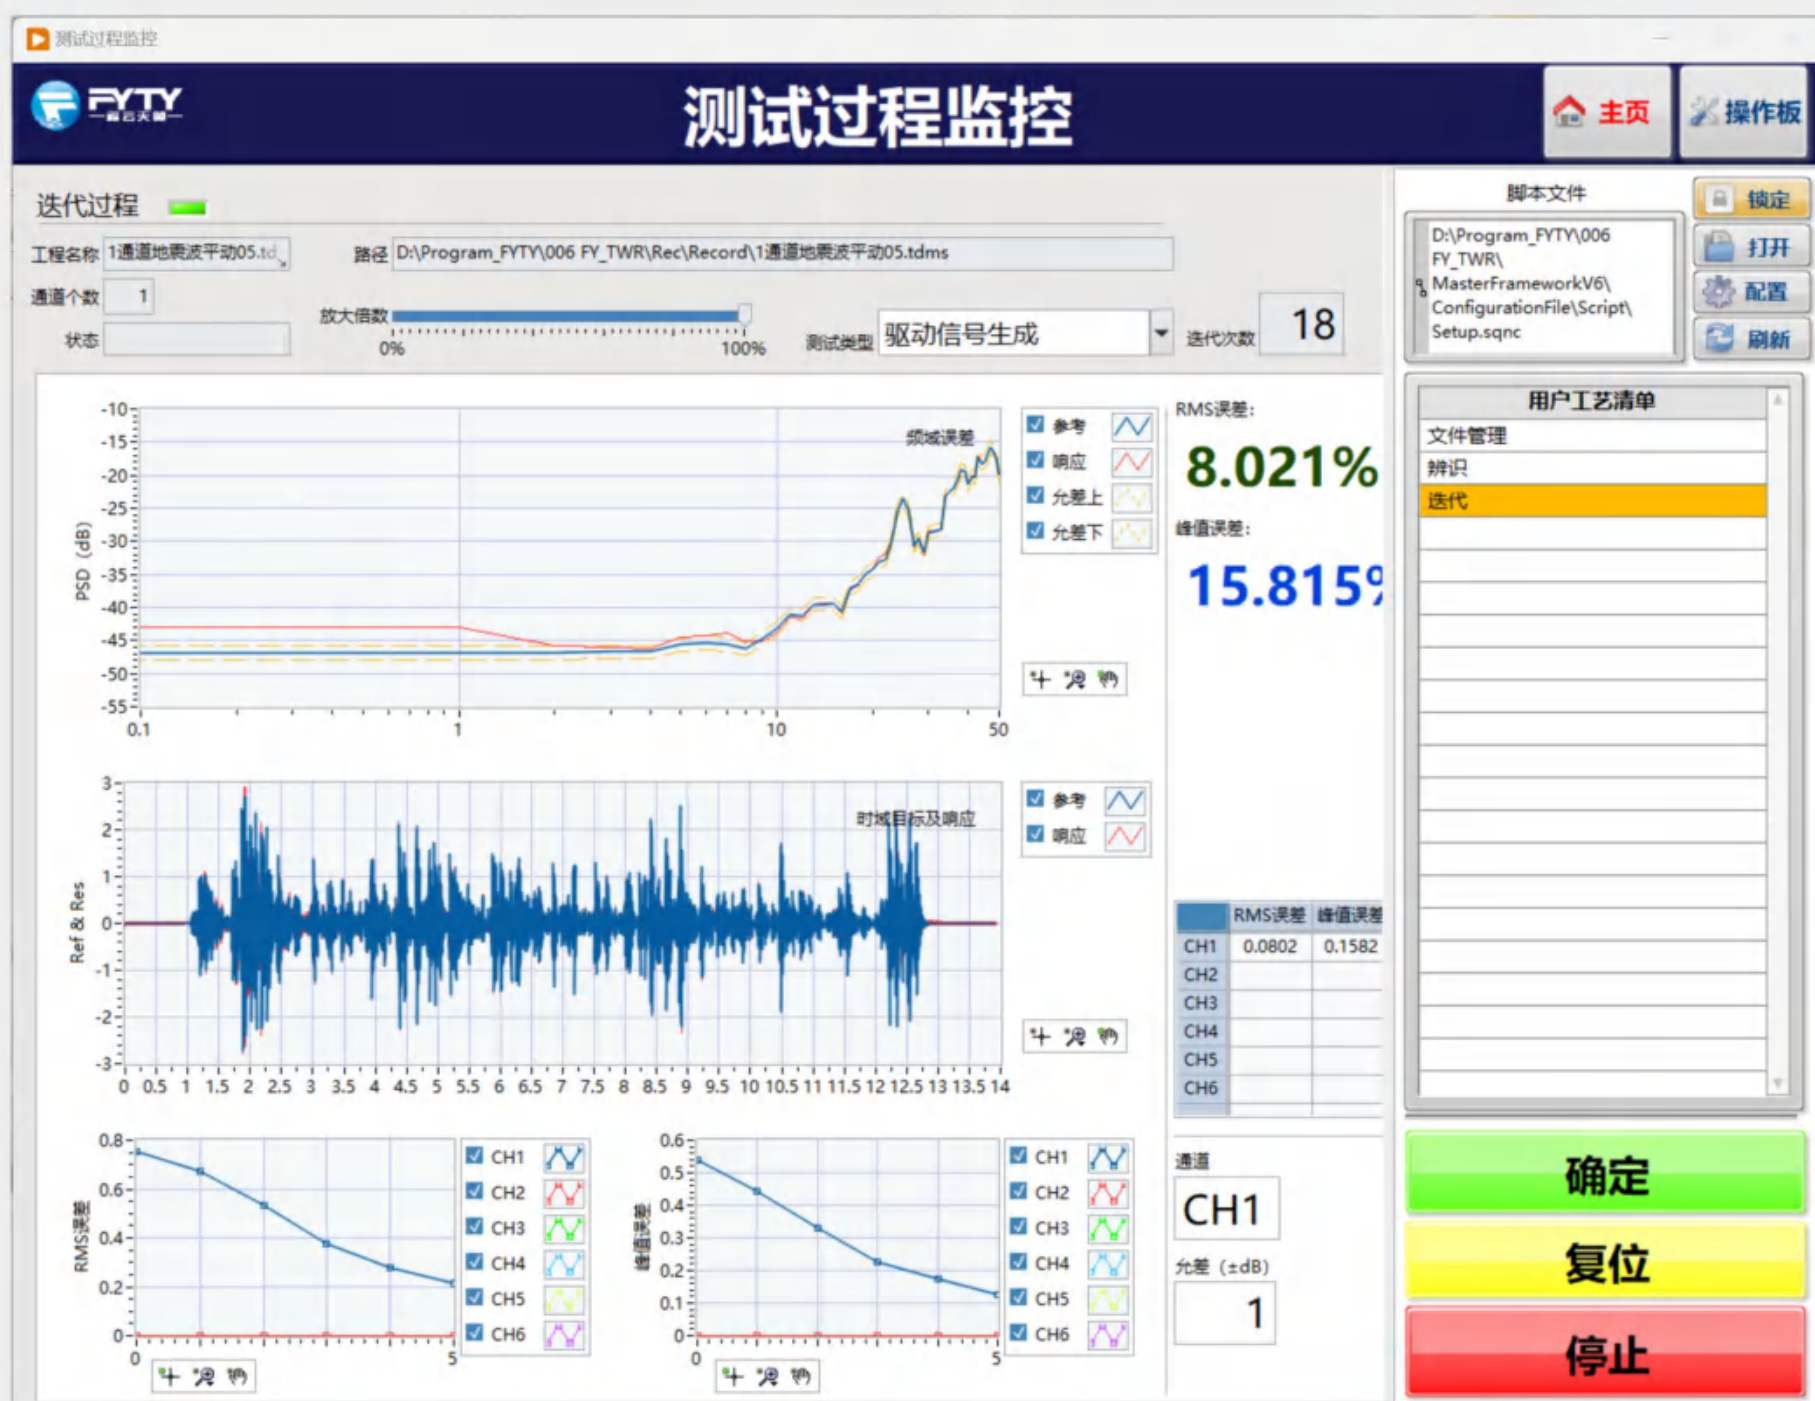 测试过程监控
FYTY
测试过程监控
主页
操作板
迭代过程
工程名称 1通道地震波平动05.td
路径 D:\Program_FYTY\006 FY_TWR\Rec\Record\1通道地震波平动05.tdms
通道个数 1
放大倍数
0% 100%
状态
测试类型 驱动信号生成
迭代次数 18
脚本文件
D:\Program_FYTY\006
FY_TWR\
MasterFrameworkV6\
ConfigurationFile\Script\
Setup.sqnc
锁定
打开
配置
刷新
用户工艺清单
文件管理
辨识
迭代
频域误差
PSD (dB)
-10
-15
-20
-25
-30
-35
-40
-45
-50
-55
0.1 1 10 50
参考
响应
允差上
允差下
RMS误差:
8.021%
峰值误差:
15.815%
时域目标及响应
Ref & Res
3
2
1
0
-1
-2
-3
0 0.5 1 1.5 2 2.5 3 3.5 4 4.5 5 5.5 6 6.5 7 7.5 8 8.5 9 9.5 10 10.5 11 11.5 12 12.5 13 13.5 14
参考
响应
RMS误差 峰值误差
CH1 0.0802 0.1582
CH2
CH3
CH4
CH5
CH6
RMS误差
0.8
0.6
0.4
0.2
0
0 5
CH1
CH2
CH3
CH4
CH5
CH6
峰值误差
0.6
0.5
0.4
0.3
0.2
0.1
0
0 5
CH1
CH2
CH3
CH4
CH5
CH6
通道
CH1
允差 (±dB)
1
确定
复位
停止